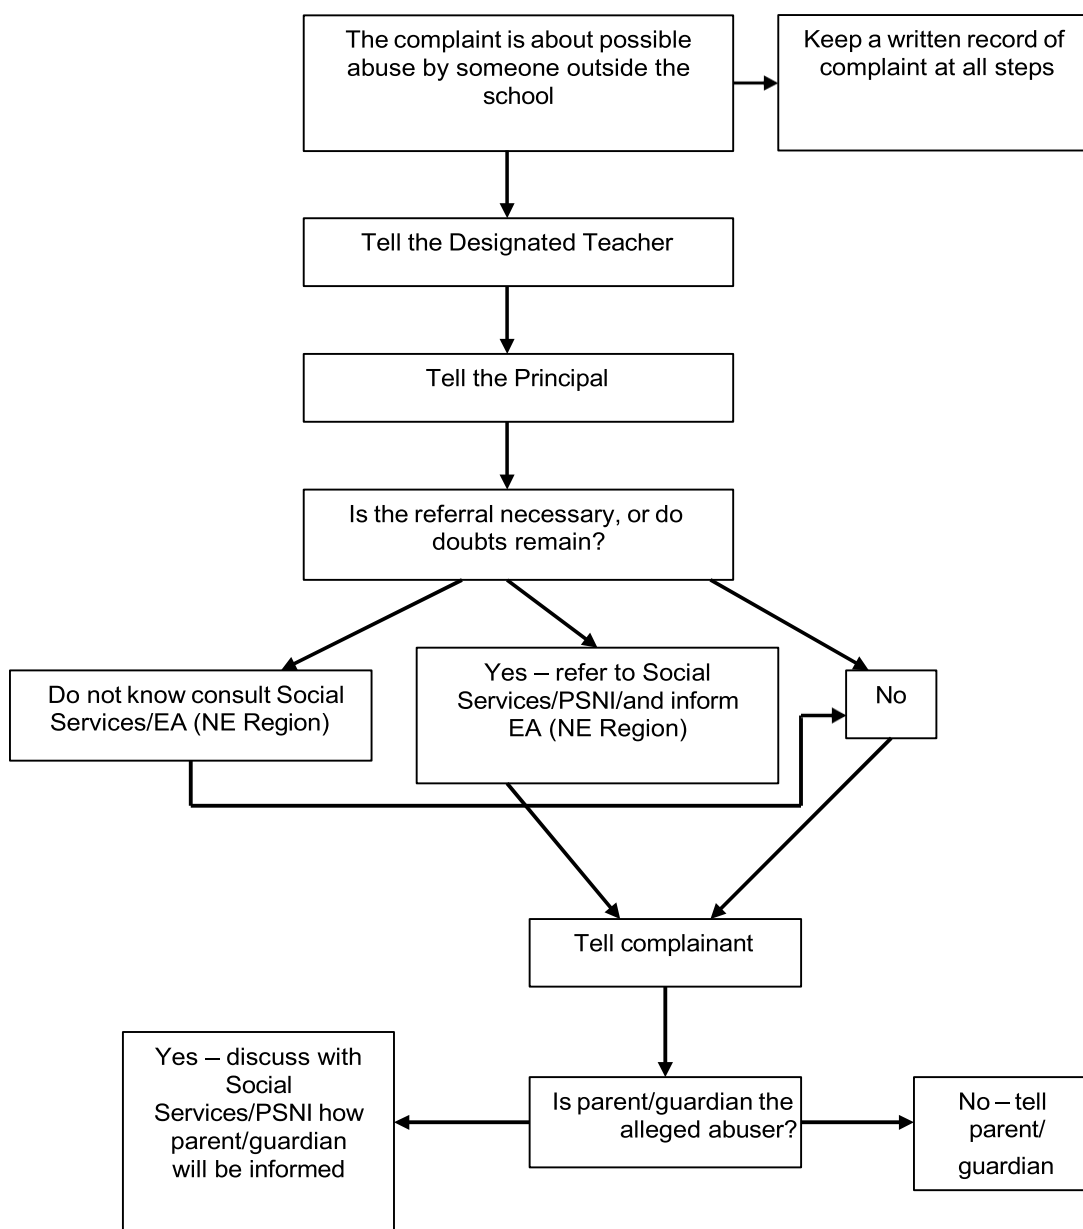 The complaint is about possible
abuse by someone outside the
school
Keep a written record of
complaint at all steps
Tell the Designated Teacher
Tell the Principal
Is the referral necessary, or do
doubts remain?
Do not know consult Social
Services/EA (NE Region)
Yes – refer to Social
Services/PSNI/and inform
EA (NE Region)
No
Tell complainant
Yes – discuss with
Social
Services/PSNI how
parent/guardian
will be informed
Is parent/guardian the
alleged abuser?
No – tell
parent/
guardian